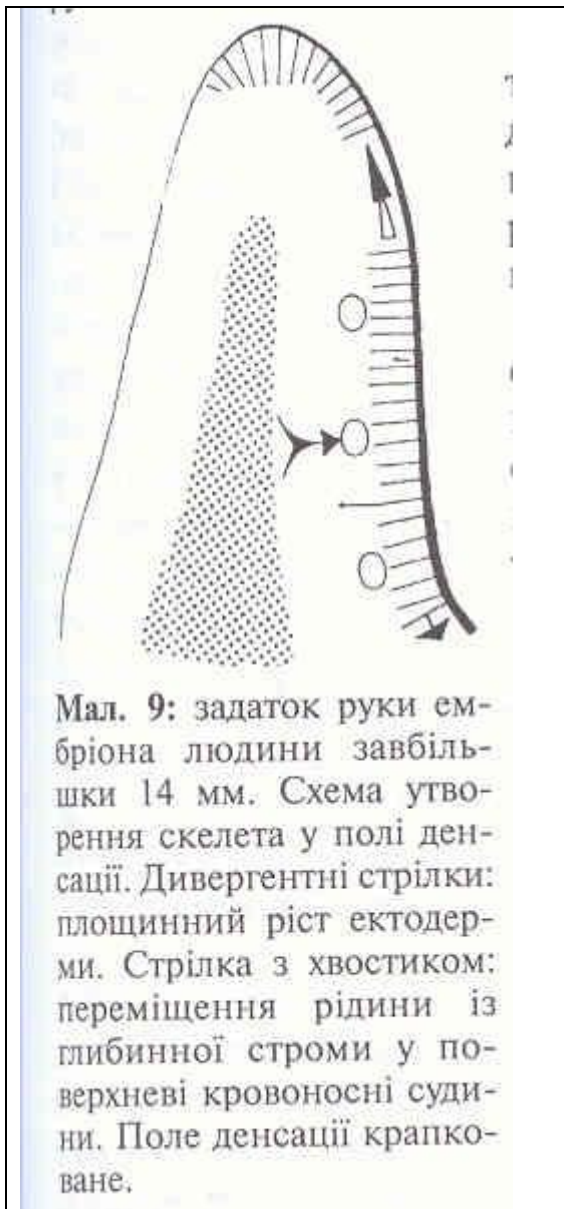 Мал. 9: задаток руки ем-
бріона людини завбіль-
шки 14 мм. Схема утво-
рення скелета у полі ден-
сації. Дивергентні стрілки:
площинний ріст ектодер-
ми. Стрілка з хвостиком:
переміщення рідини із
глибинної строми у по-
верхневі кровоносні суди-
ни. Поле денсації крапко-
ване.